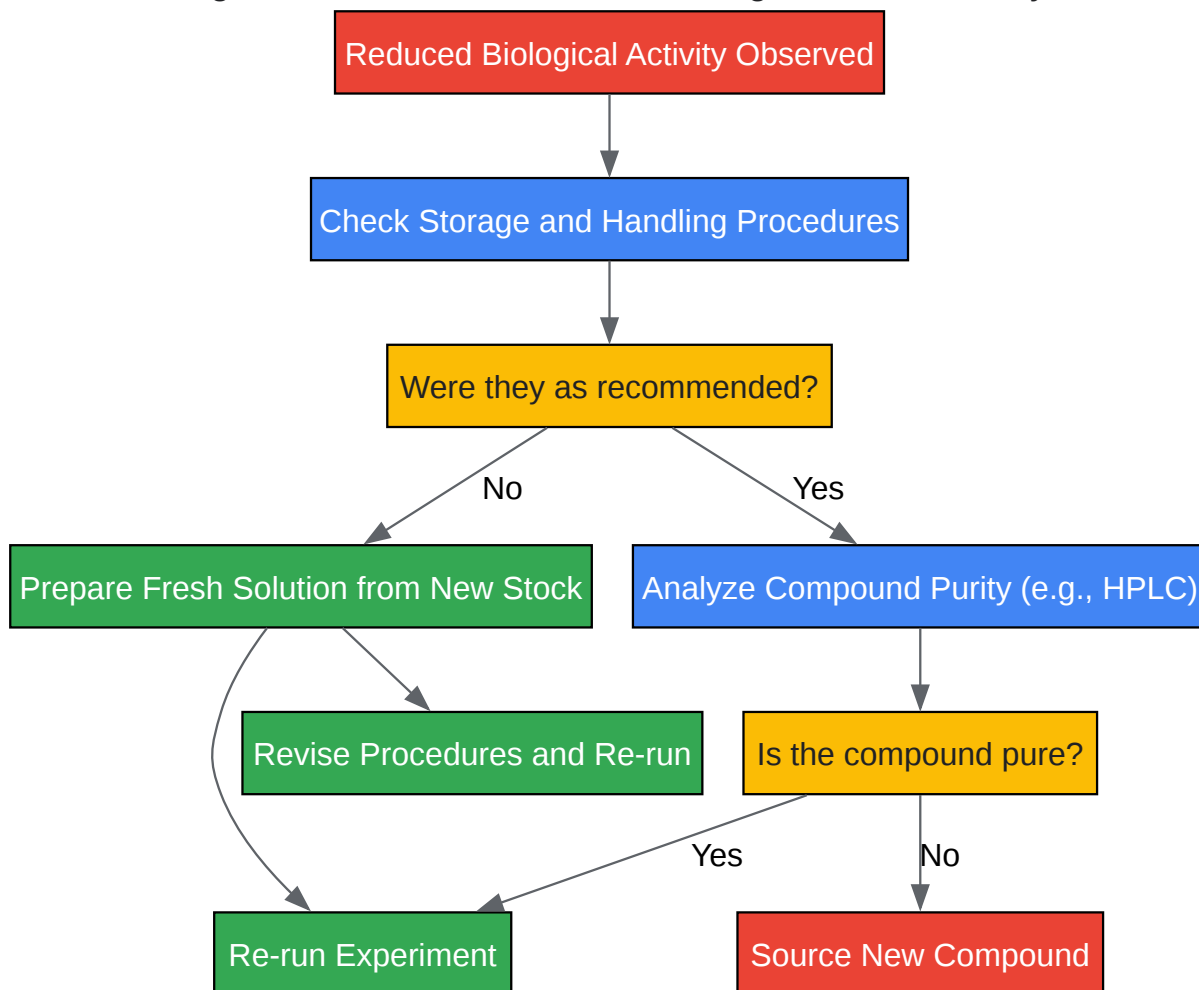 Reduced Biological Activity Observed
Check Storage and Handling Procedures
Were they as recommended?
No
Yes
Prepare Fresh Solution from New Stock
Analyze Compound Purity (e.g., HPLC)
Revise Procedures and Re-run
Is the compound pure?
Yes
No
Re-run Experiment
Source New Compound